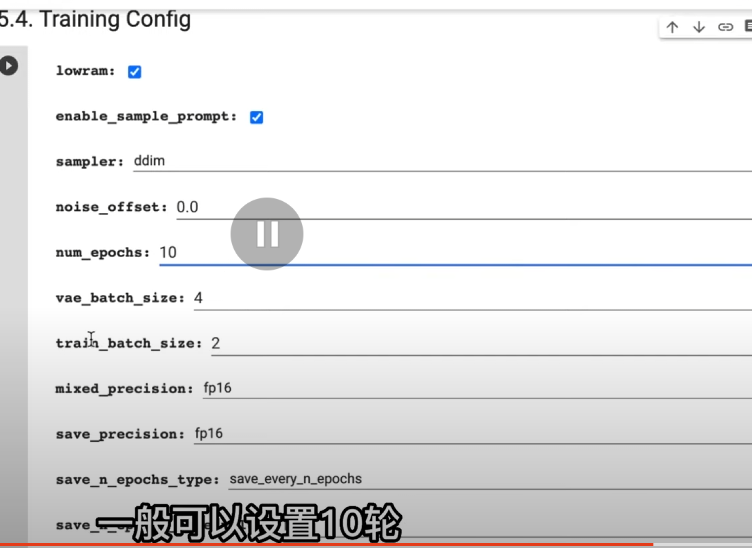 5.4. Training Config
lowram:
enable_sample_prompt:
sampler: ddim
noise_offset: 0.0
num_epochs: 10
vae_batch_size: 4
train_batch_size: 2
mixed_precision: fp16
save_precision: fp16
save_n_epochs_type: save_every_n_epochs
save_
一般可以设置10轮